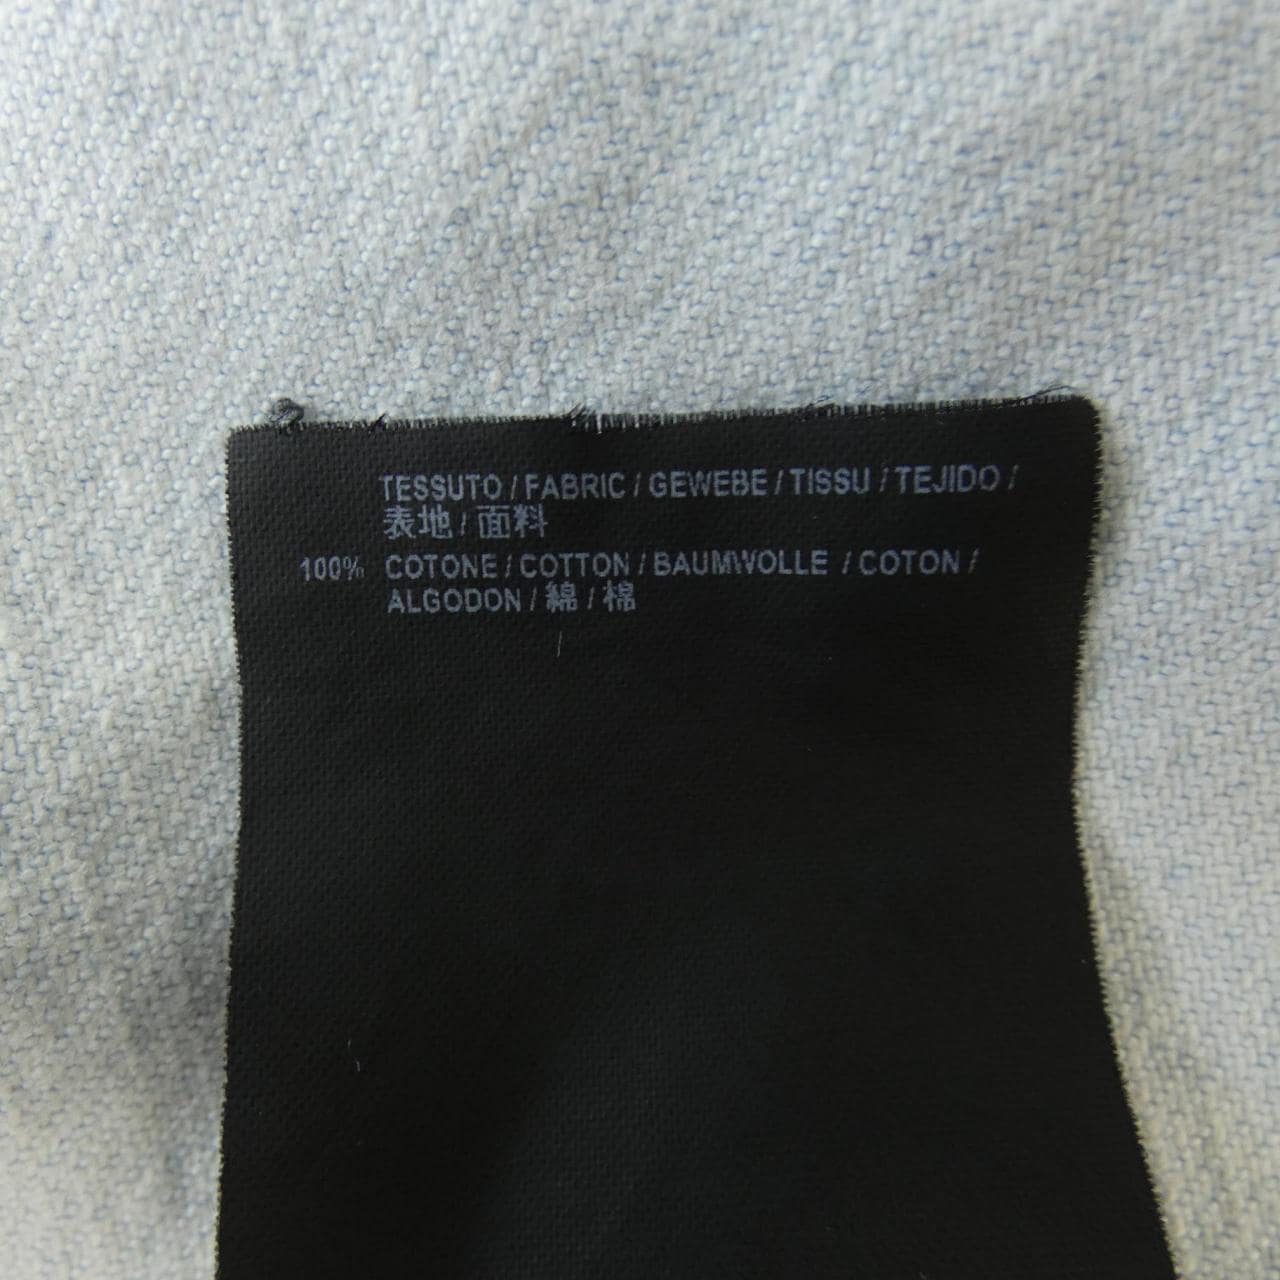 TESSUTO / FABRIC / GEWEBE / TISSU / TEJIDO /
表地 / 面料
100% COTONE / COTTON / BAUMWOLLE / COTON /
ALGODON / 綿 / 棉